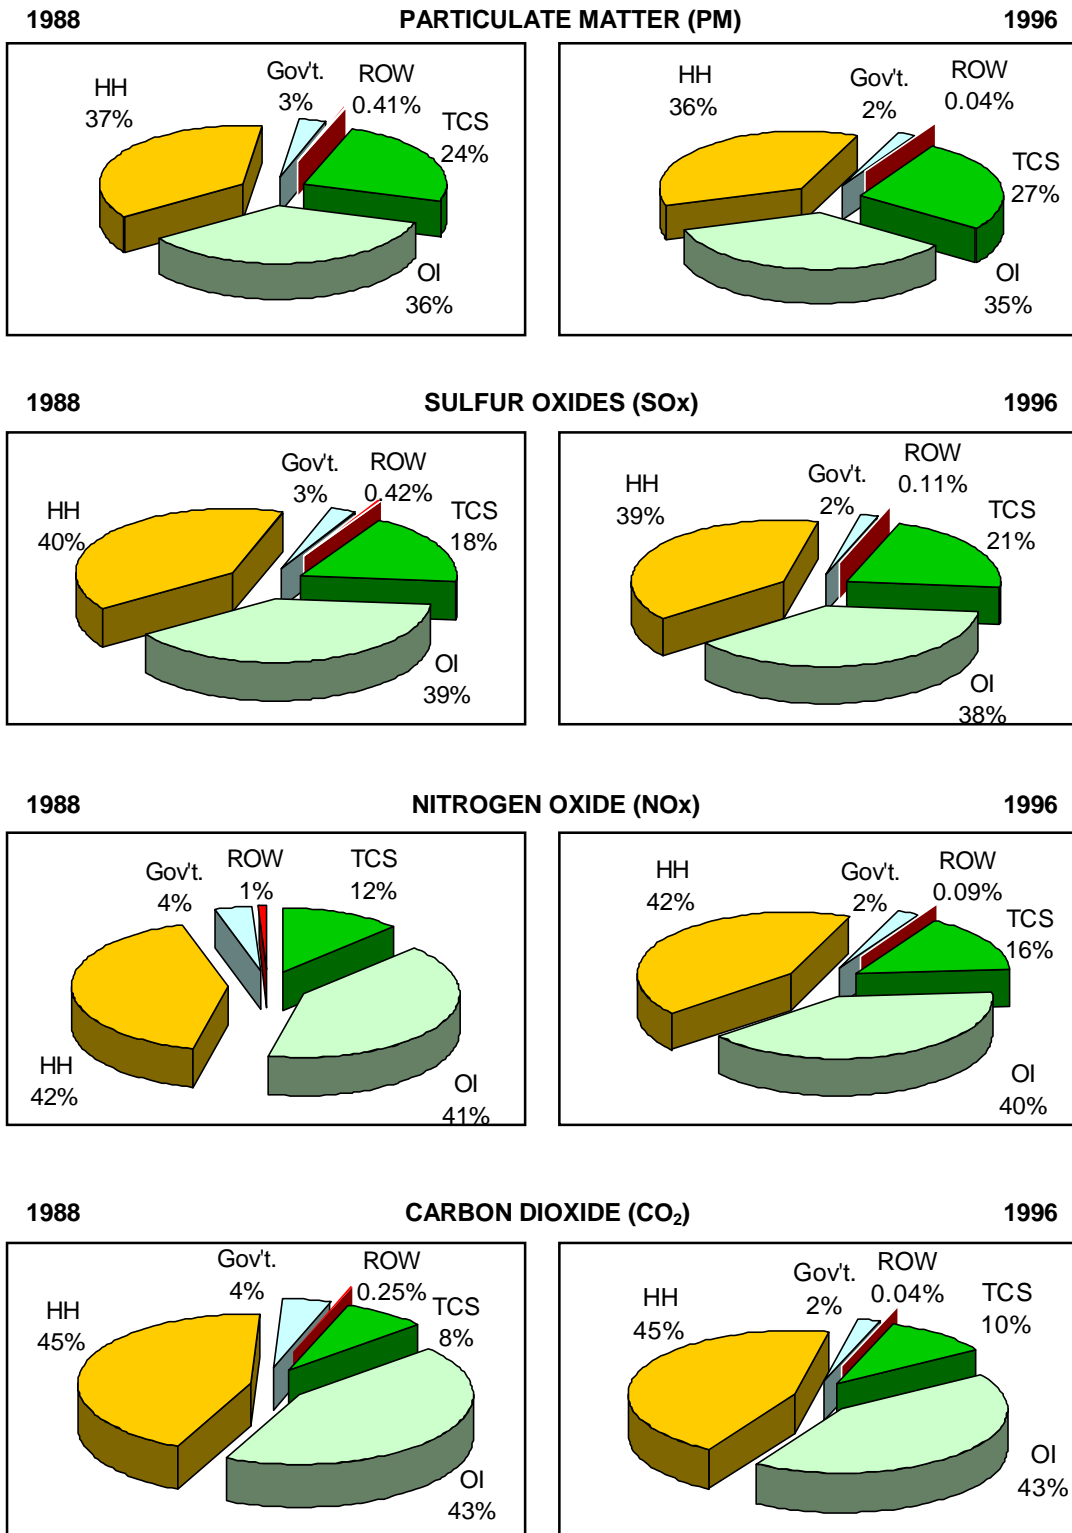 1988 PARTICULATE MATTER (PM) 1996
HH
37%
Gov't.
3%
ROW
0.41%
TCS
24%
OI
36%
HH
36%
Gov't.
2%
ROW
0.04%
TCS
27%
OI
35%
1988 SULFUR OXIDES (SOx) 1996
HH
40%
Gov't.
3%
ROW
0.42%
TCS
18%
OI
39%
HH
39%
Gov't.
2%
ROW
0.11%
TCS
21%
OI
38%
1988 NITROGEN OXIDE (NOx) 1996
Gov't.
4%
ROW
1%
TCS
12%
HH
42%
OI
41%
HH
42%
Gov't.
2%
ROW
0.09%
TCS
16%
OI
40%
1988 CARBON DIOXIDE (CO₂) 1996
HH
45%
Gov't.
4%
ROW
0.25%
TCS
8%
OI
43%
HH
45%
Gov't.
2%
ROW
0.04%
TCS
10%
OI
43%